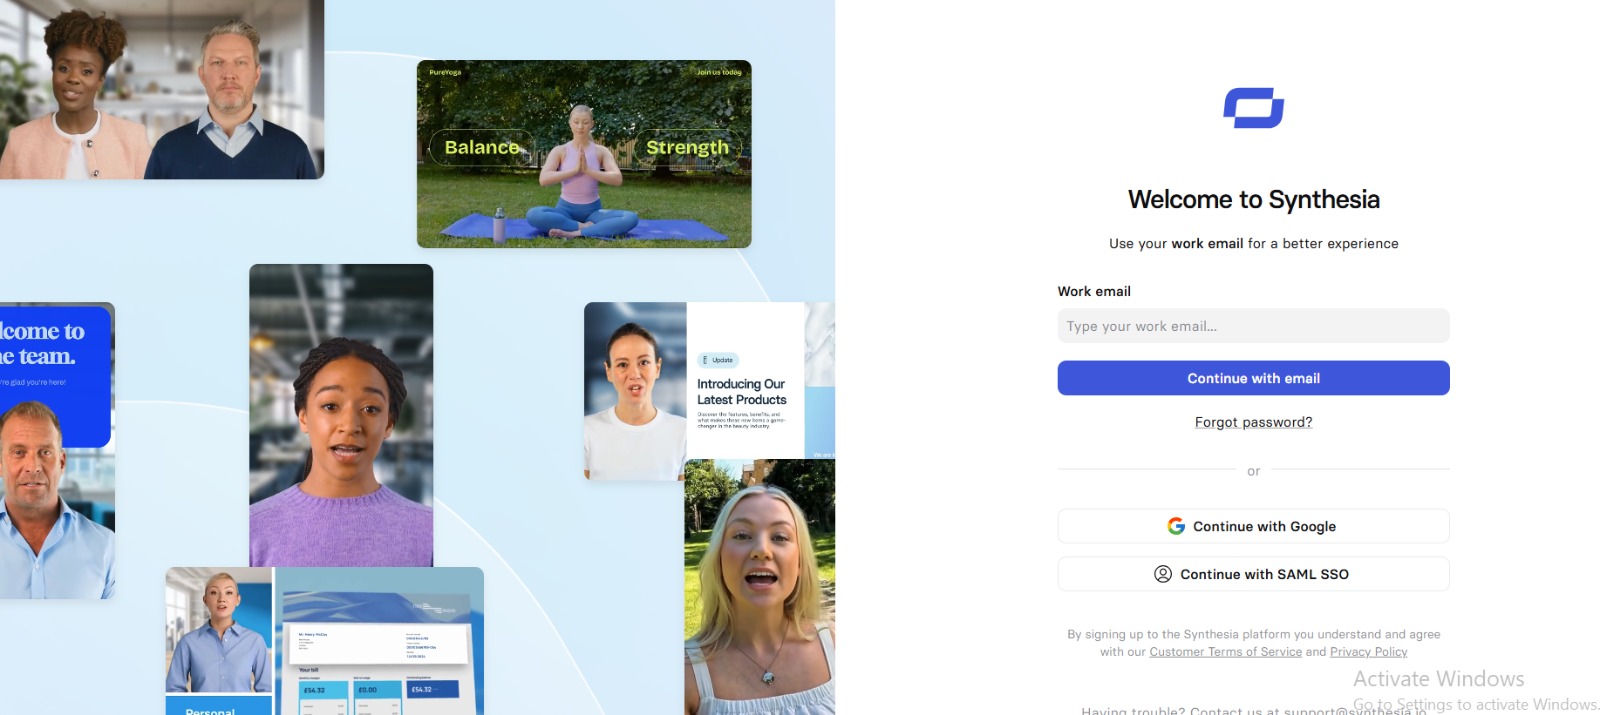 PureYoga
Join us today
Balance
Strength
lcome to
e team.
're glad you're here!
Update
Introducing Our
Latest Products
Discover the features, benefits, and
what makes these new items a game-
changer in the beauty industry.
We are
Your bill
£54.32
£0.00
£54.32
Personal
Welcome to Synthesia
Use your work email for a better experience
Work email
Type your work email...
Continue with email
Forgot password?
or
Continue with Google
Continue with SAML SSO
By signing up to the Synthesia platform you understand and agree
with our Customer Terms of Service and Privacy Policy
Having trouble? Contact us at support@synthesia.io
Activate Windows
Go to Settings to activate Windows.